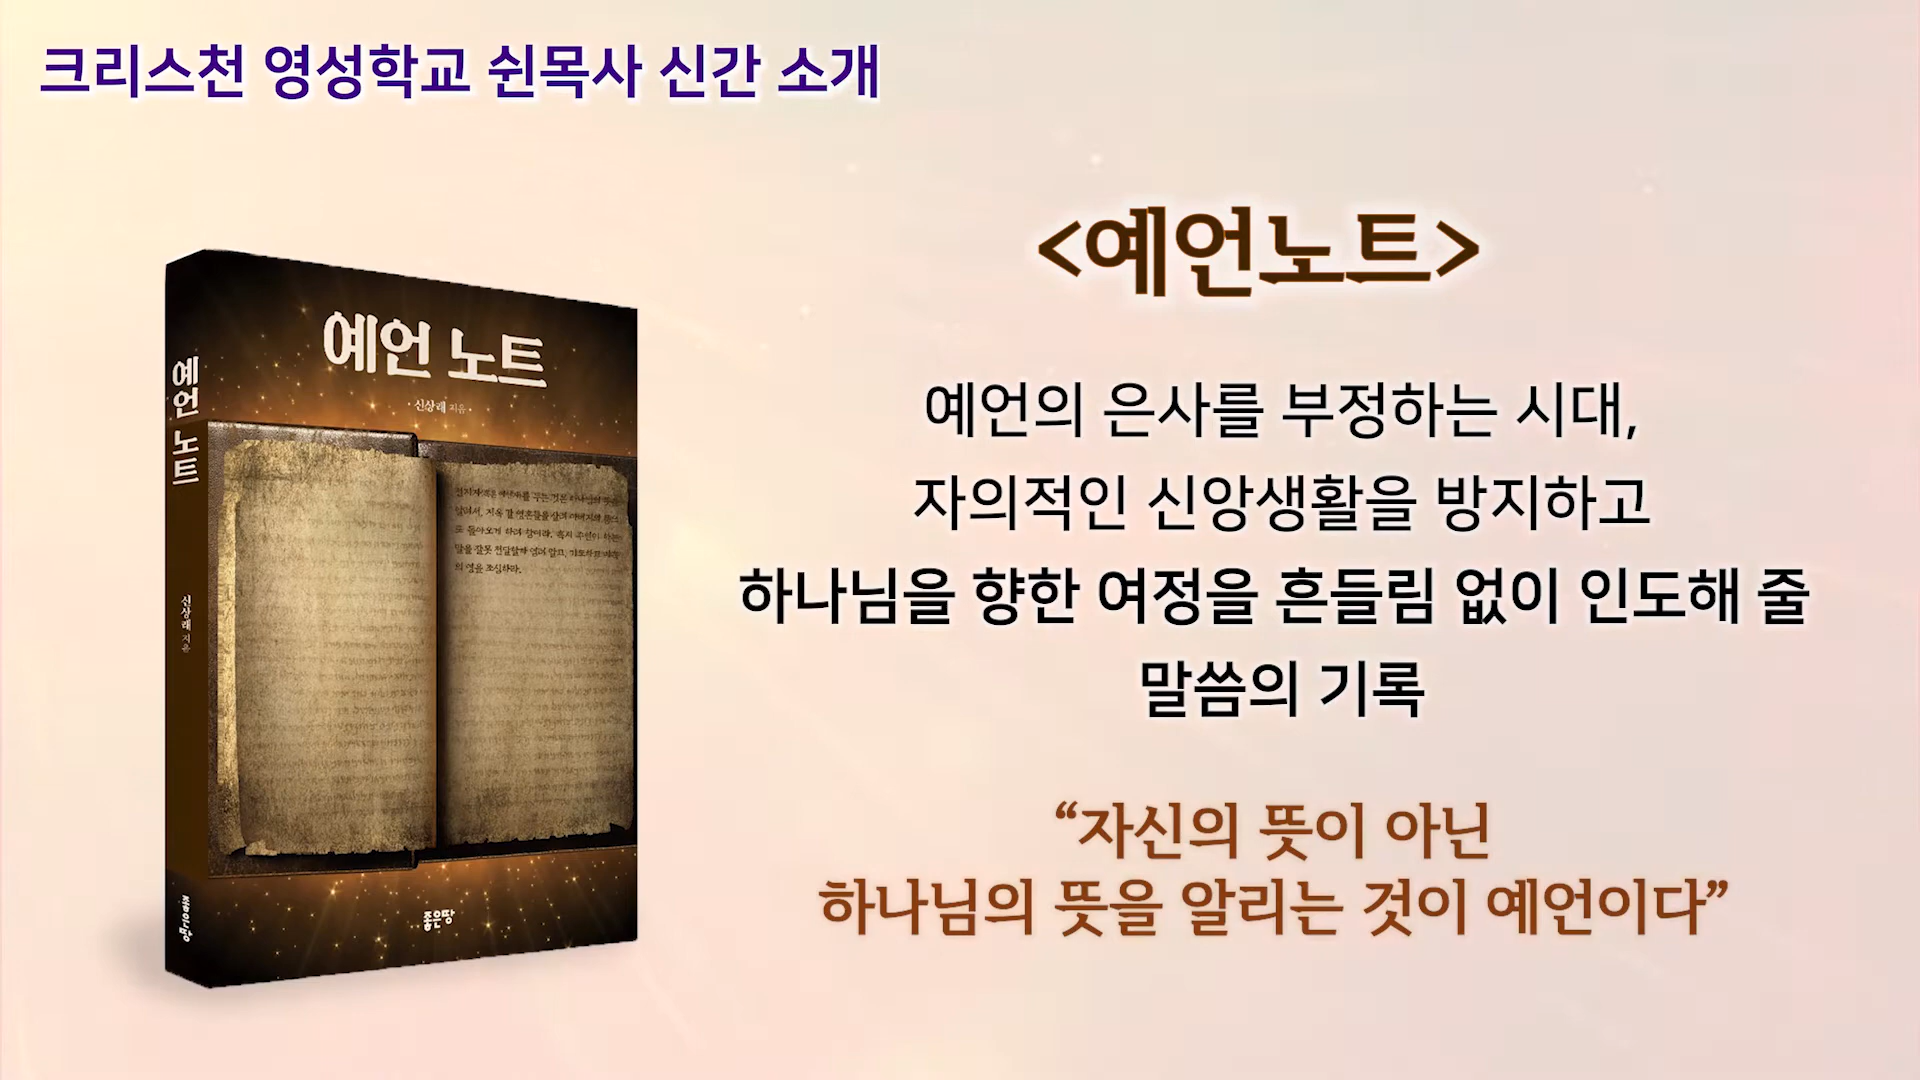 크리스천 영성학교 쉰목사 신간 소개
<예언노트>
예언의 은사를 부정하는 시대,
자의적인 신앙생활을 방지하고
하나님을 향한 여정을 흔들림 없이 인도해 줄
말씀의 기록
“자신의 뜻이 아닌
하나님의 뜻을 알리는 것이 예언이다”
예언 노트
· 신상래 지음 ·
좋은땅
예언 노트
신상래 지음
좋은땅